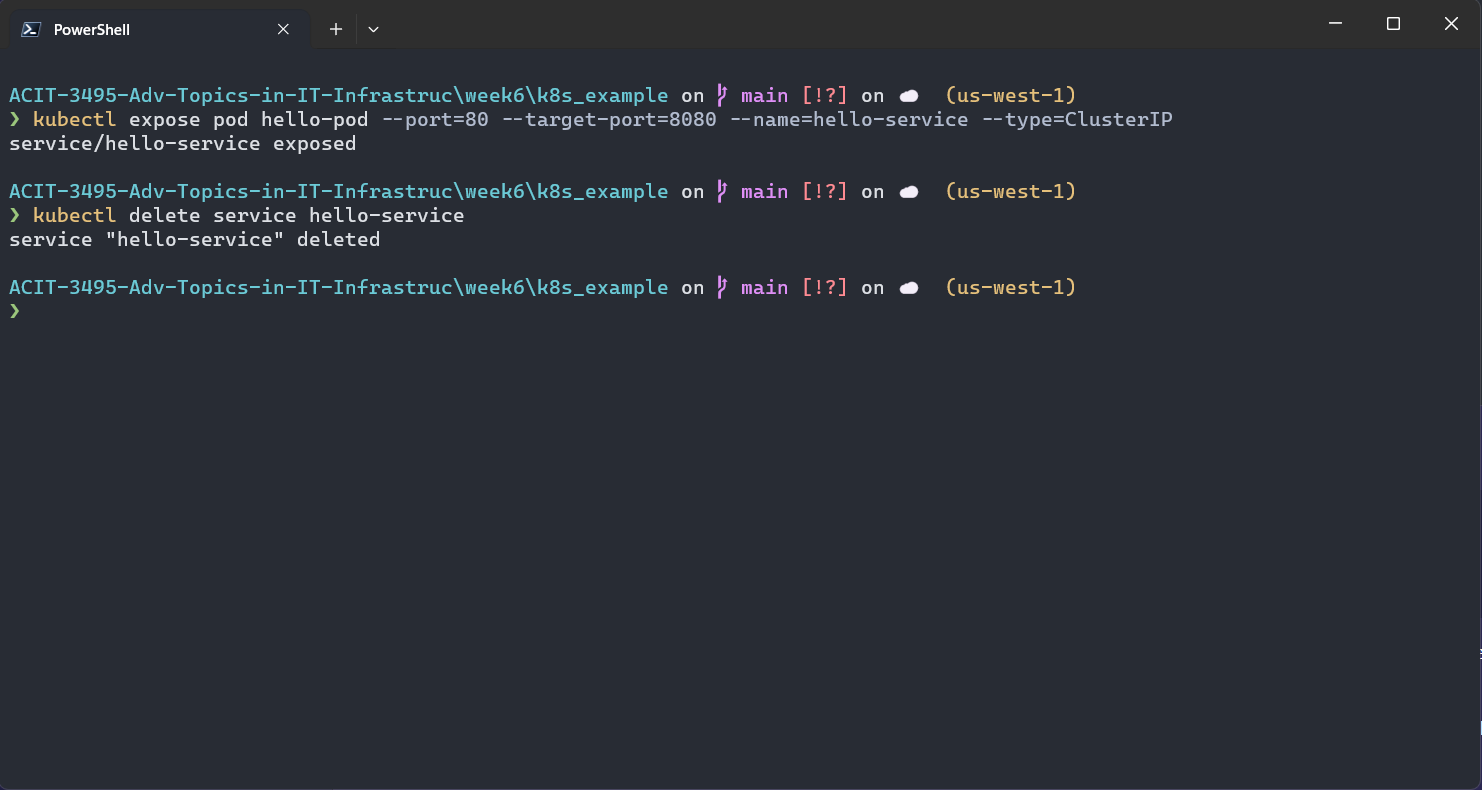 PowerShell
ACIT-3495-Adv-Topics-in-IT-Infrastruc\week6\k8s_example on main [!?] on ☁ (us-west-1)
❯ kubectl expose pod hello-pod --port=80 --target-port=8080 --name=hello-service --type=ClusterIP
service/hello-service exposed
ACIT-3495-Adv-Topics-in-IT-Infrastruc\week6\k8s_example on main [!?] on ☁ (us-west-1)
❯ kubectl delete service hello-service
service "hello-service" deleted
ACIT-3495-Adv-Topics-in-IT-Infrastruc\week6\k8s_example on main [!?] on ☁ (us-west-1)
❯